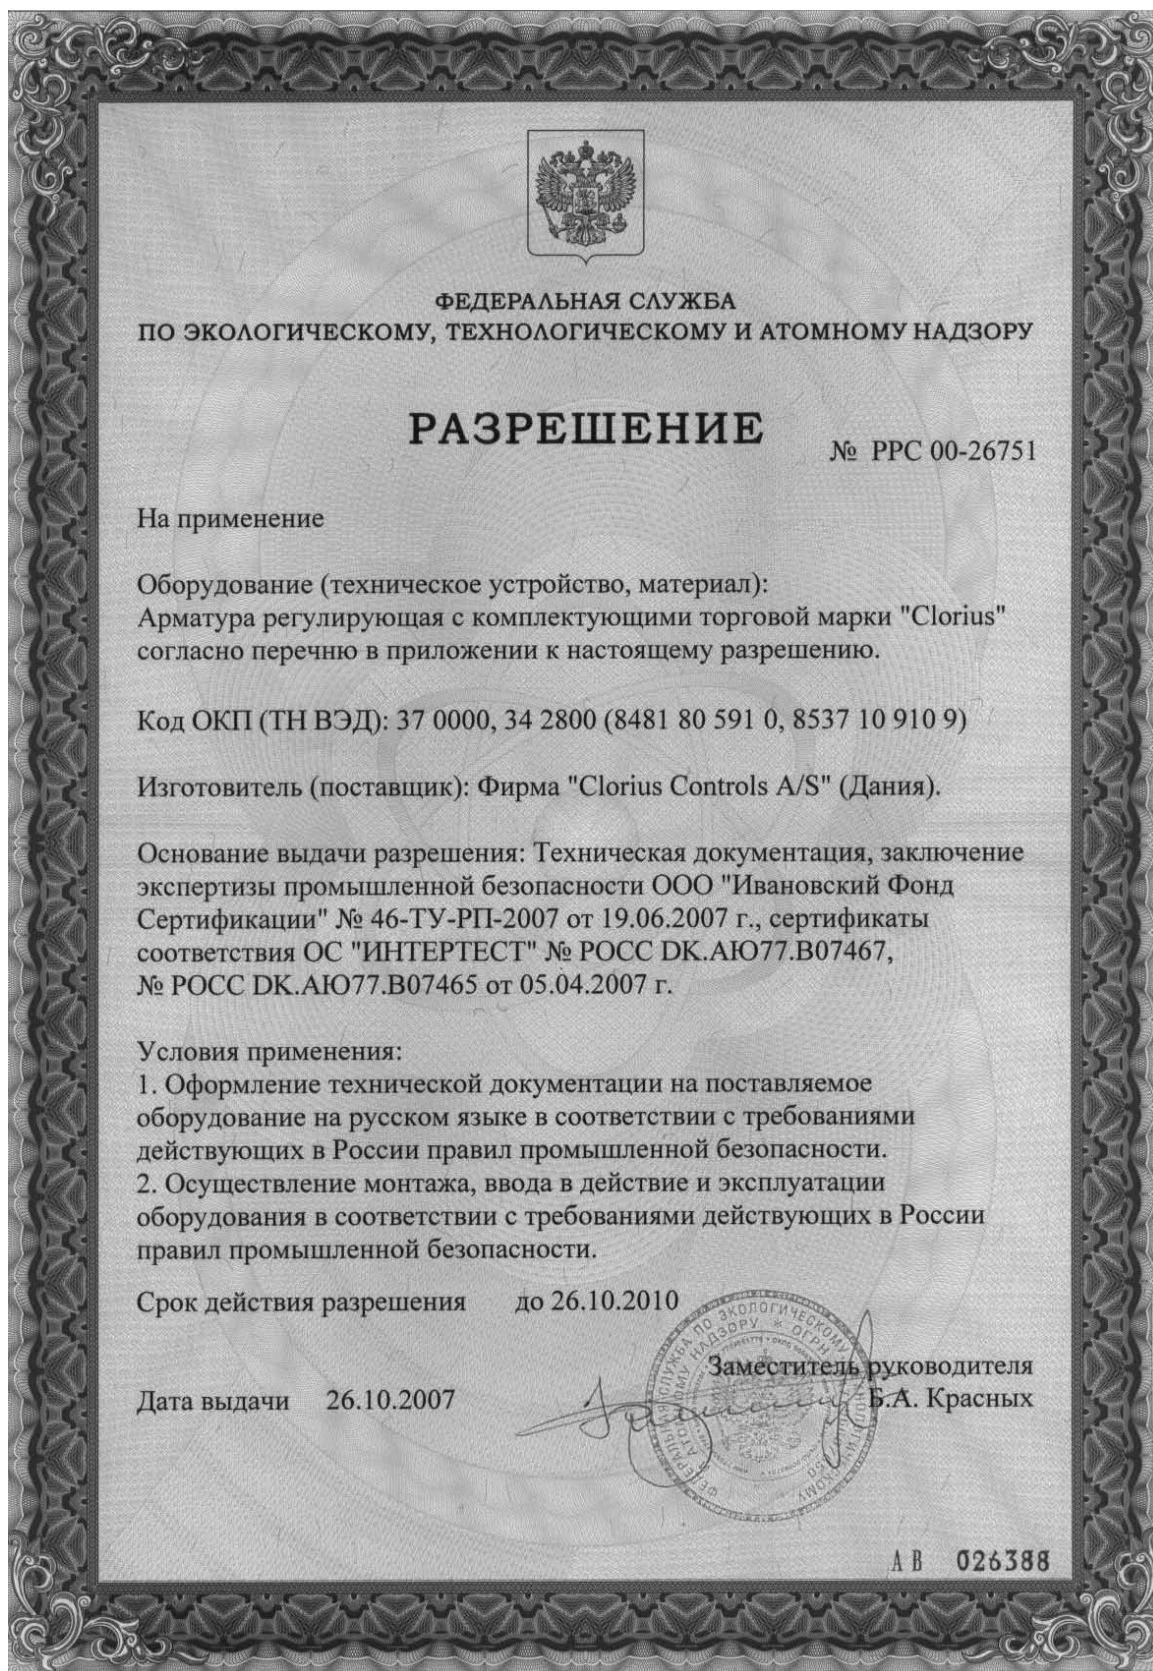 ФЕДЕРАЛЬНАЯ СЛУЖБА
ПО ЭКОЛОГИЧЕСКОМУ, ТЕХНОЛОГИЧЕСКОМУ И АТОМНОМУ НАДЗОРУ
РАЗРЕШЕНИЕ
№ РРС 00-26751
На применение
Оборудование (техническое устройство, материал):
Арматура регулирующая с комплектующими торговой марки "Clorius"
согласно перечню в приложении к настоящему разрешению.
Код ОКП (ТН ВЭД): 37 0000, 34 2800 (8481 80 591 0, 8537 10 910 9)
Изготовитель (поставщик): Фирма "Clorius Controls A/S" (Дания).
Основание выдачи разрешения: Техническая документация, заключение
экспертизы промышленной безопасности ООО "Ивановский Фонд
Сертификации" № 46-ТУ-РП-2007 от 19.06.2007 г., сертификаты
соответствия ОС "ИНТЕРТЕСТ" № РОСС DK.АЮ77.В07467,
№ РОСС DK.АЮ77.В07465 от 05.04.2007 г.
Условия применения:
1. Оформление технической документации на поставляемое
оборудование на русском языке в соответствии с требованиями
действующих в России правил промышленной безопасности.
2. Осуществление монтажа, ввода в действие и эксплуатации
оборудования в соответствии с требованиями действующих в России
правил промышленной безопасности.
Срок действия разрешения до 26.10.2010
Заместитель руководителя
Дата выдачи 26.10.2007 Б.А. Красных
АВ 026388